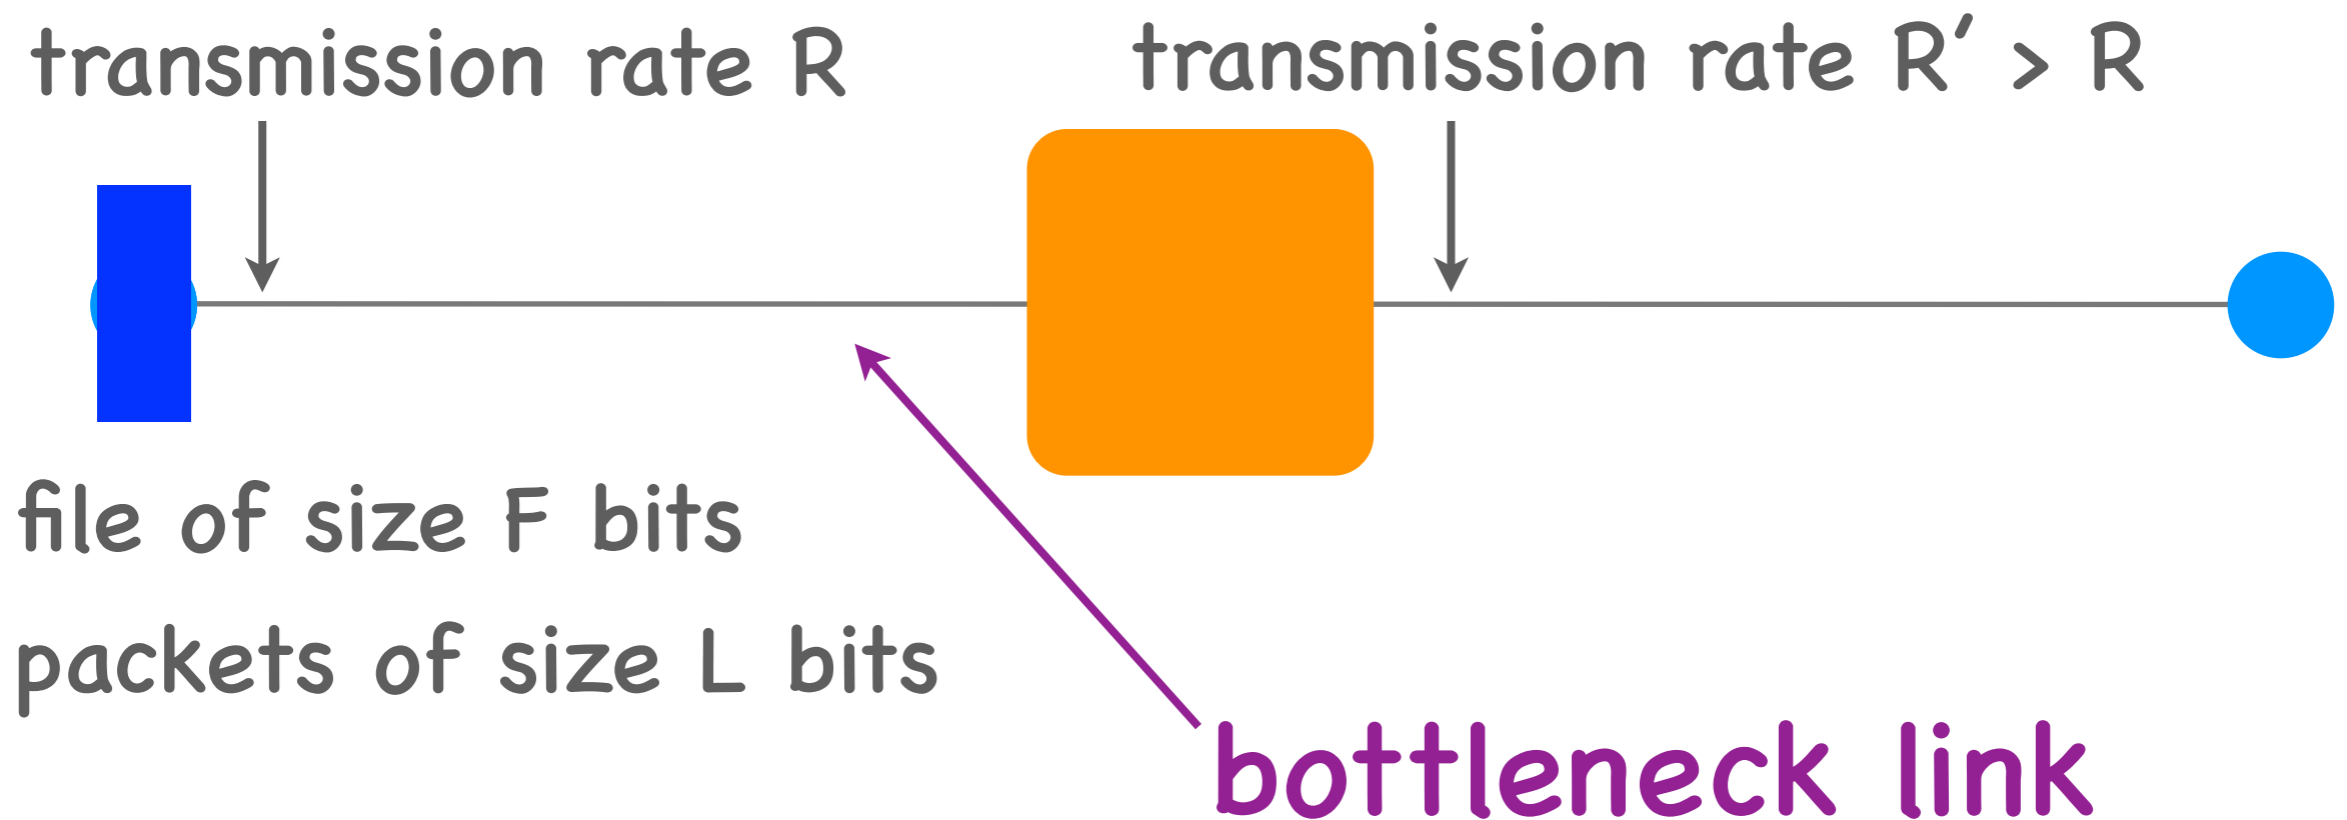 transmission rate R
transmission rate R′ > R
file of size F bits
packets of size L bits
bottleneck link